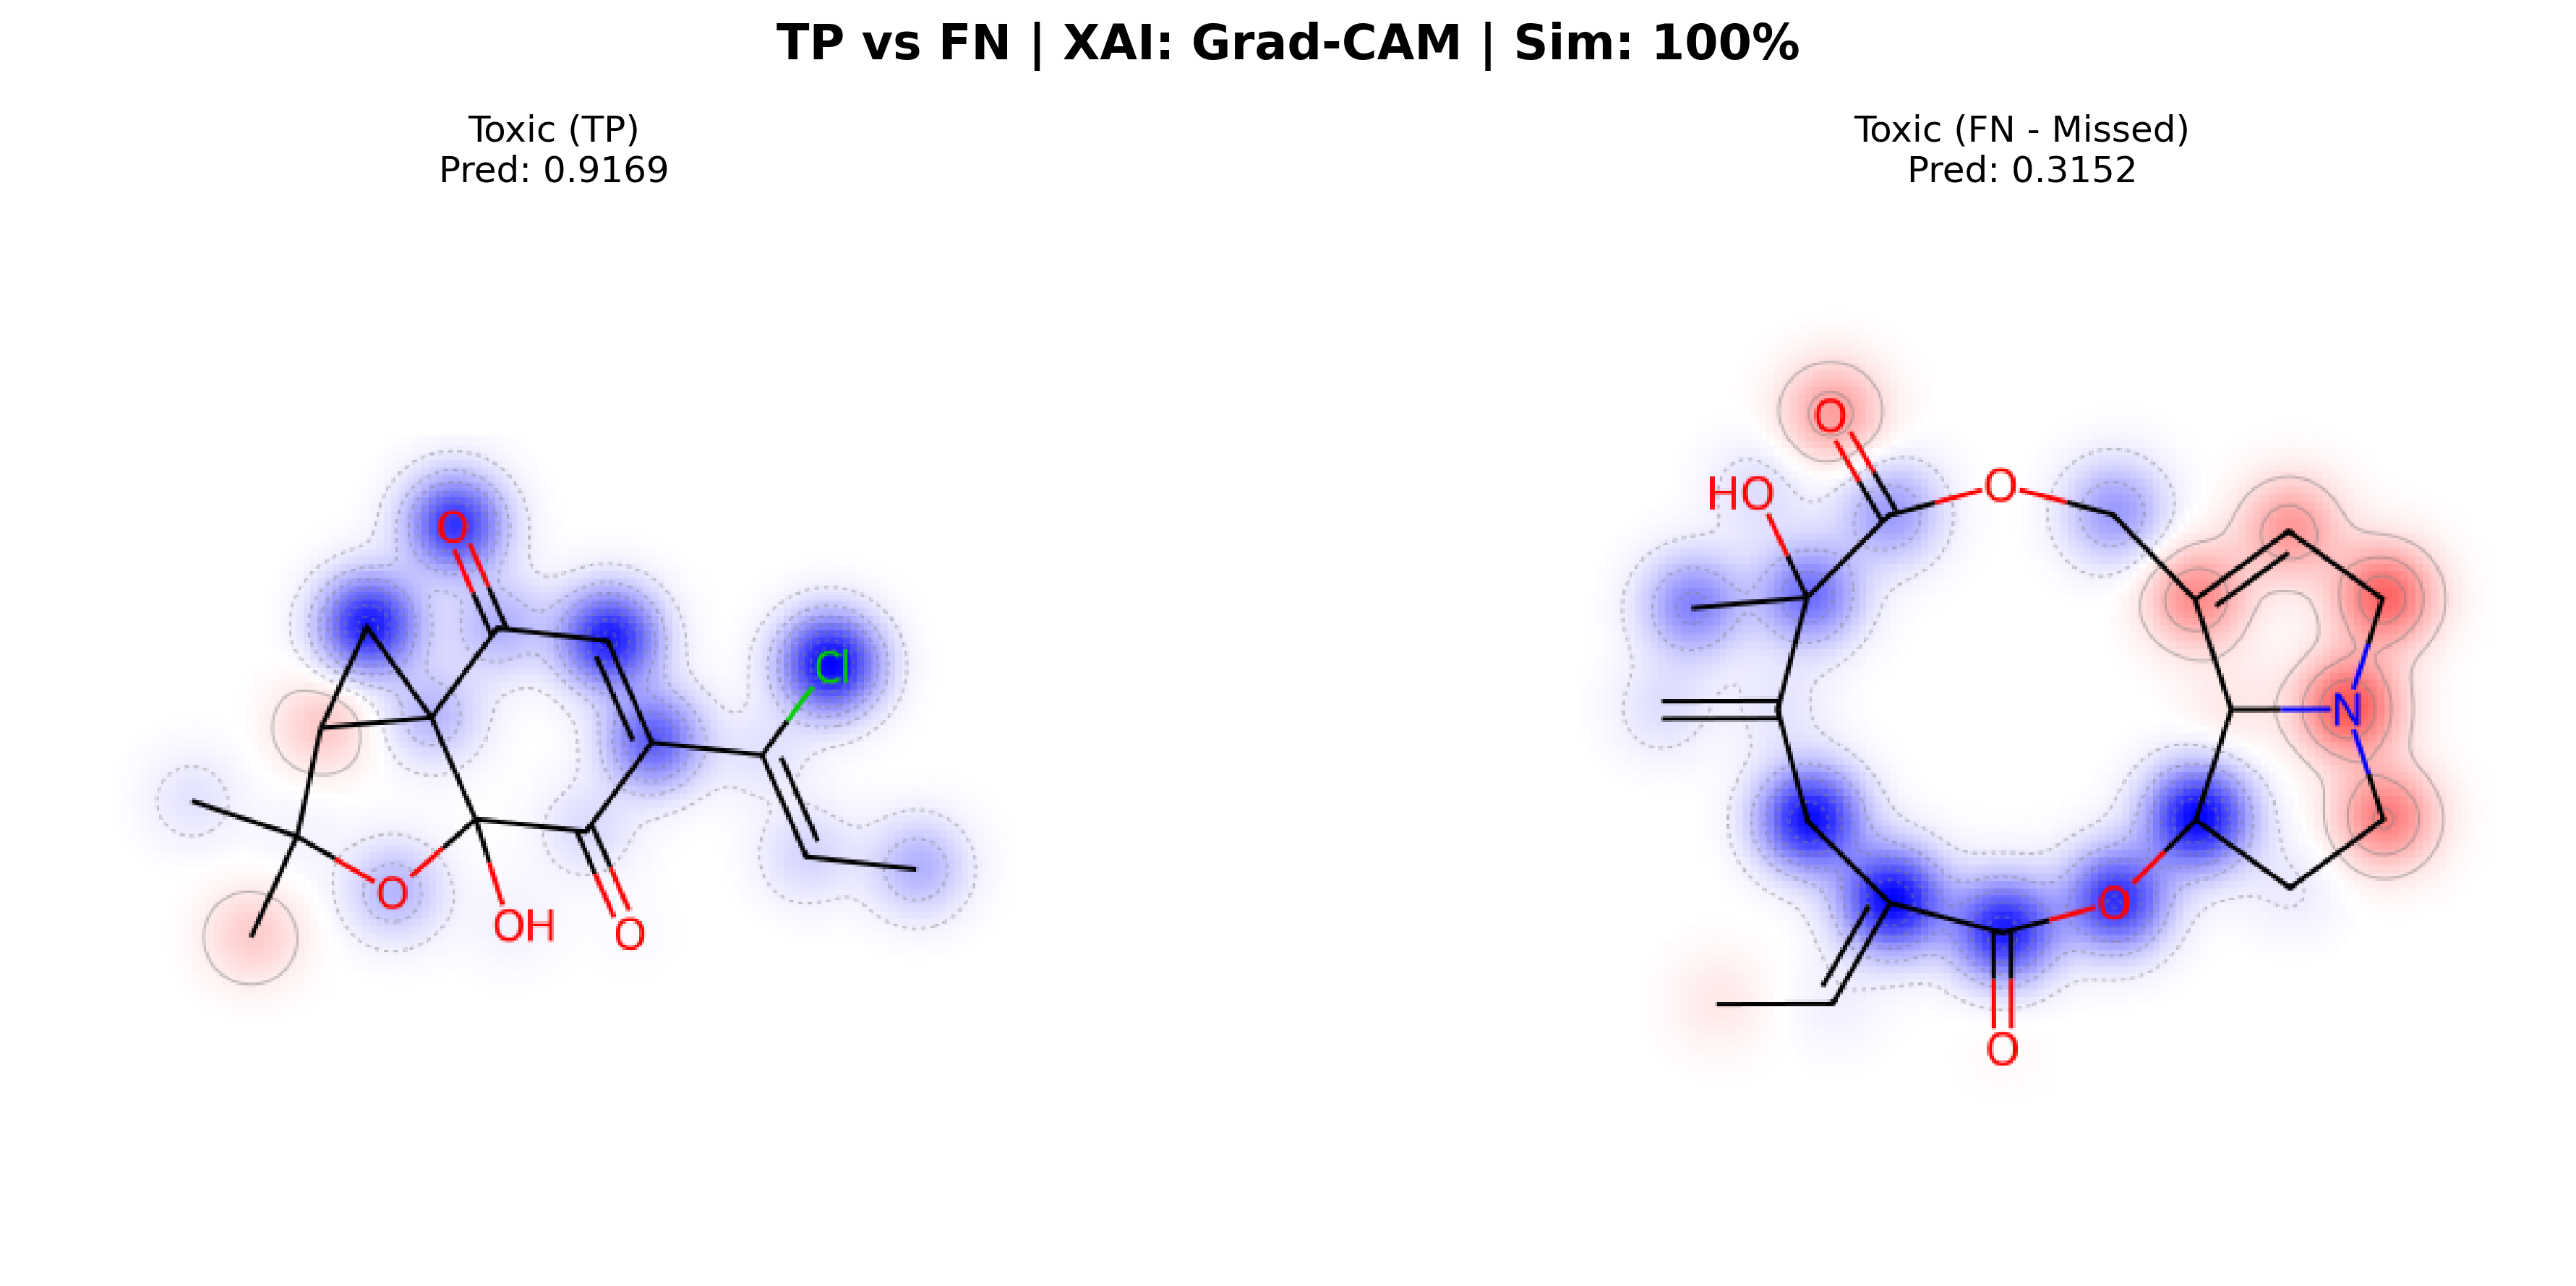 TP vs FN | XAI: Grad-CAM | Sim: 100%
Toxic (TP)
Pred: 0.9169
Toxic (FN - Missed)
Pred: 0.3152
O
Cl
O
OH
O
O
HO
O
N
O
O